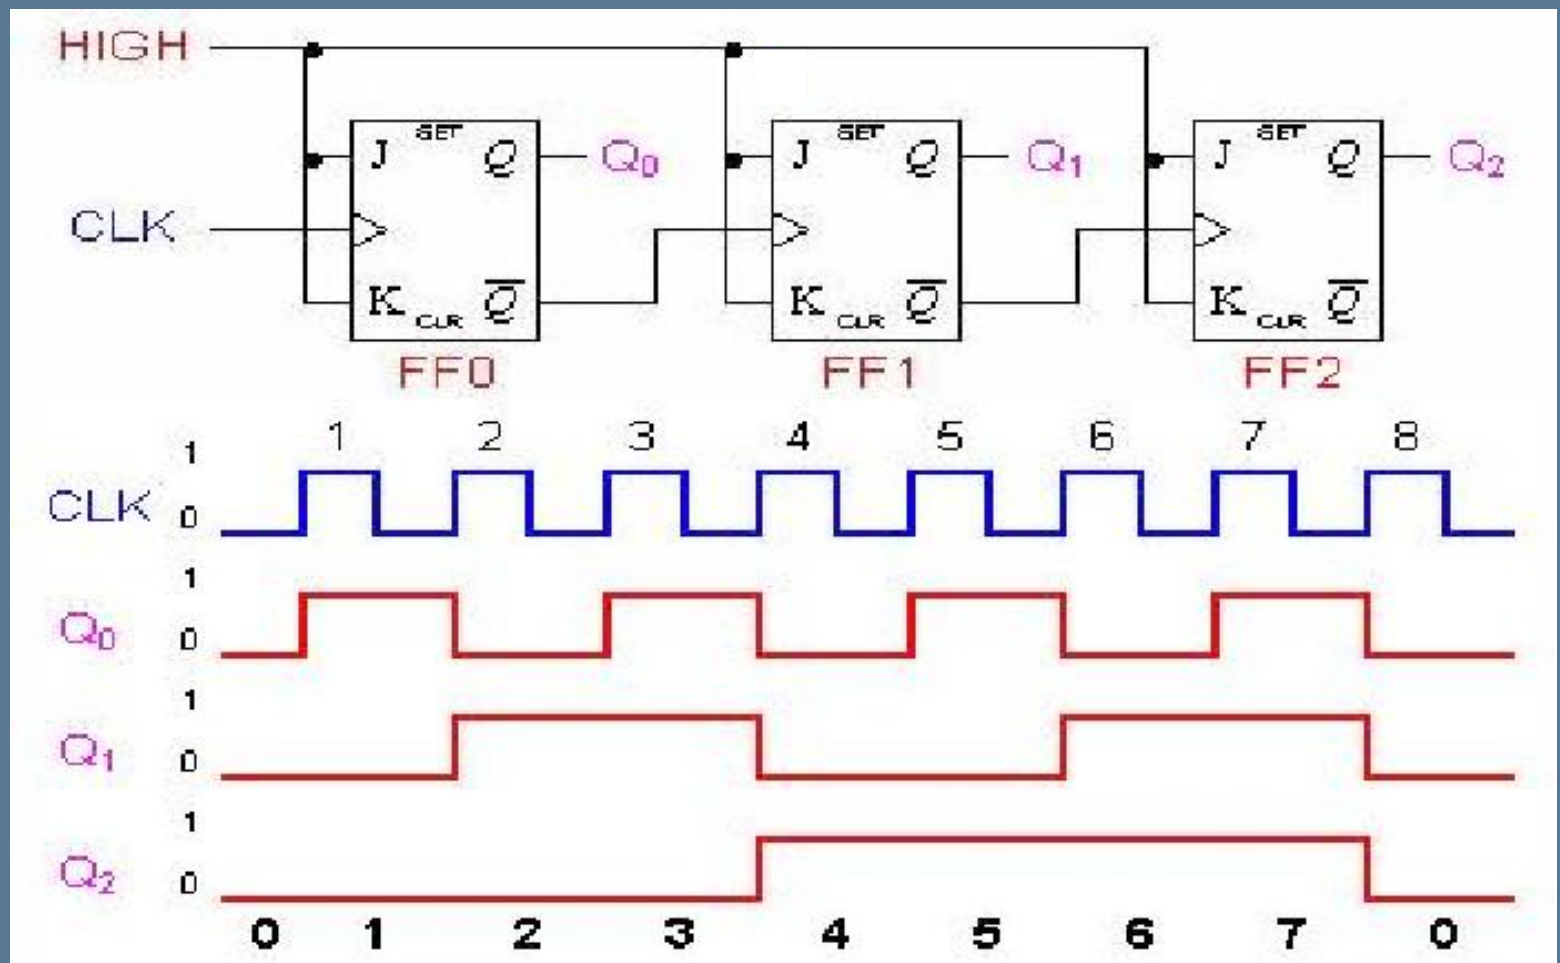 HIGH
SET SET SET
J Q Q0 J Q Q1 J Q Q2
CLK
K CLR Q̅ K CLR Q̅ K CLR Q̅
FF0 FF1 FF2
1 2 3 4 5 6 7 8
1
CLK 0
1
Q0 0
1
Q1 0
1
Q2 0
0 1 2 3 4 5 6 7 0